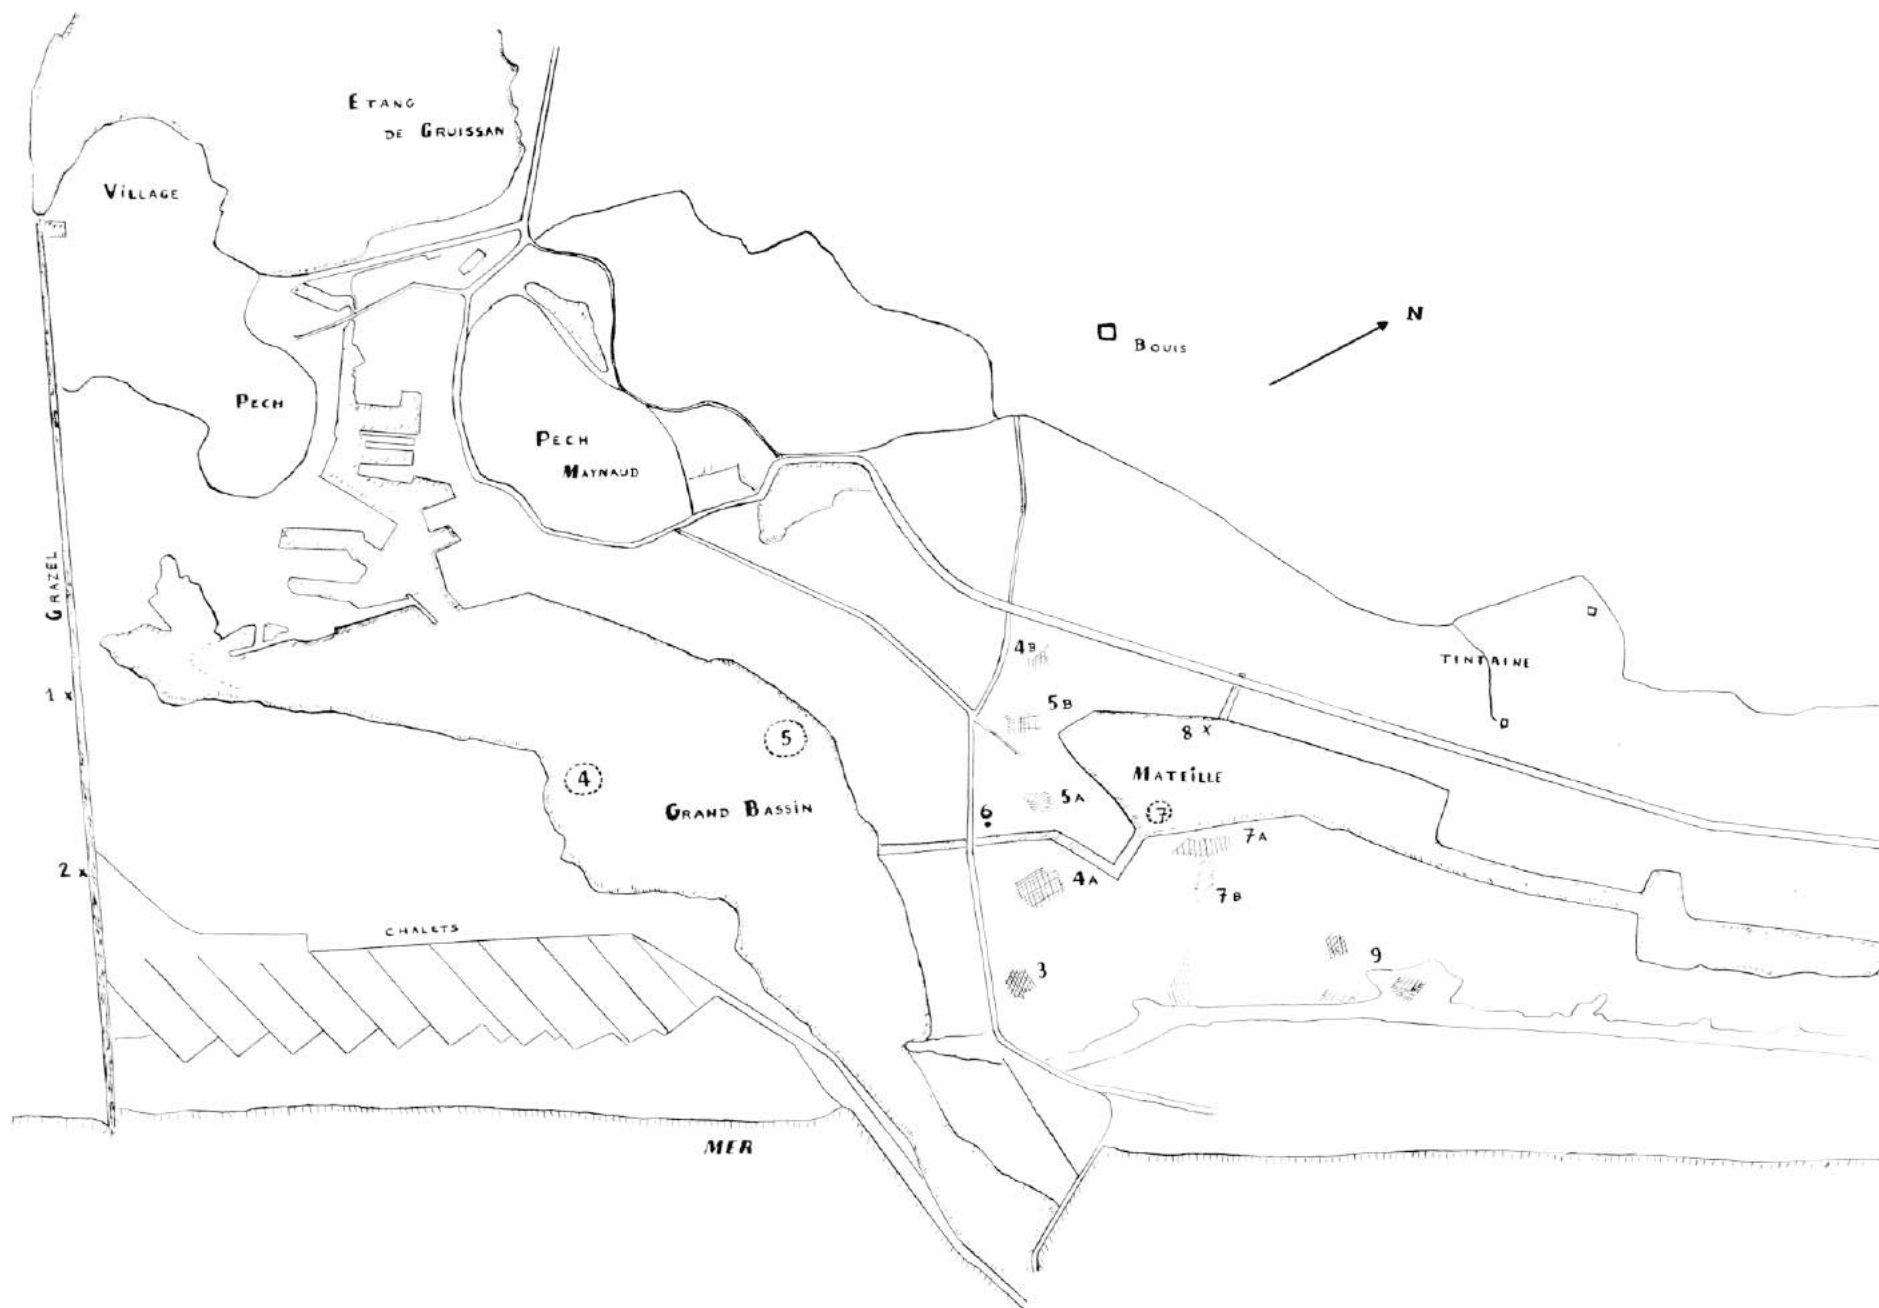 ETANG
DE GRUISSAN
VILLAGE
N
BOUIS
PECH
PECH
MAYNAUD
GRAZEL
4B
TINTAINE
1 x
5B
8 x
5
4
MATEILLE
GRAND BASSIN
5A
6
7
7A
2 x
4A
7B
CHALETS
3
9
MER